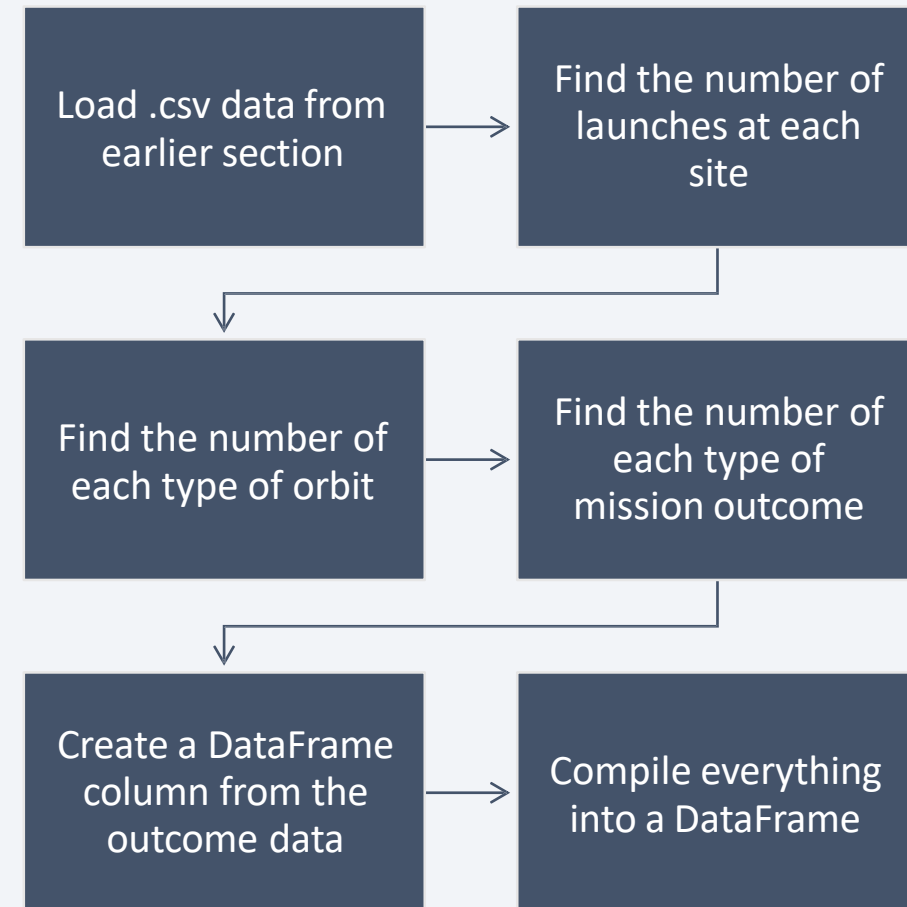 Load .csv data from
earlier section
Find the number of
launches at each
site
Find the number of
each type of orbit
Find the number of
each type of
mission outcome
Create a DataFrame
column from the
outcome data
Compile everything
into a DataFrame